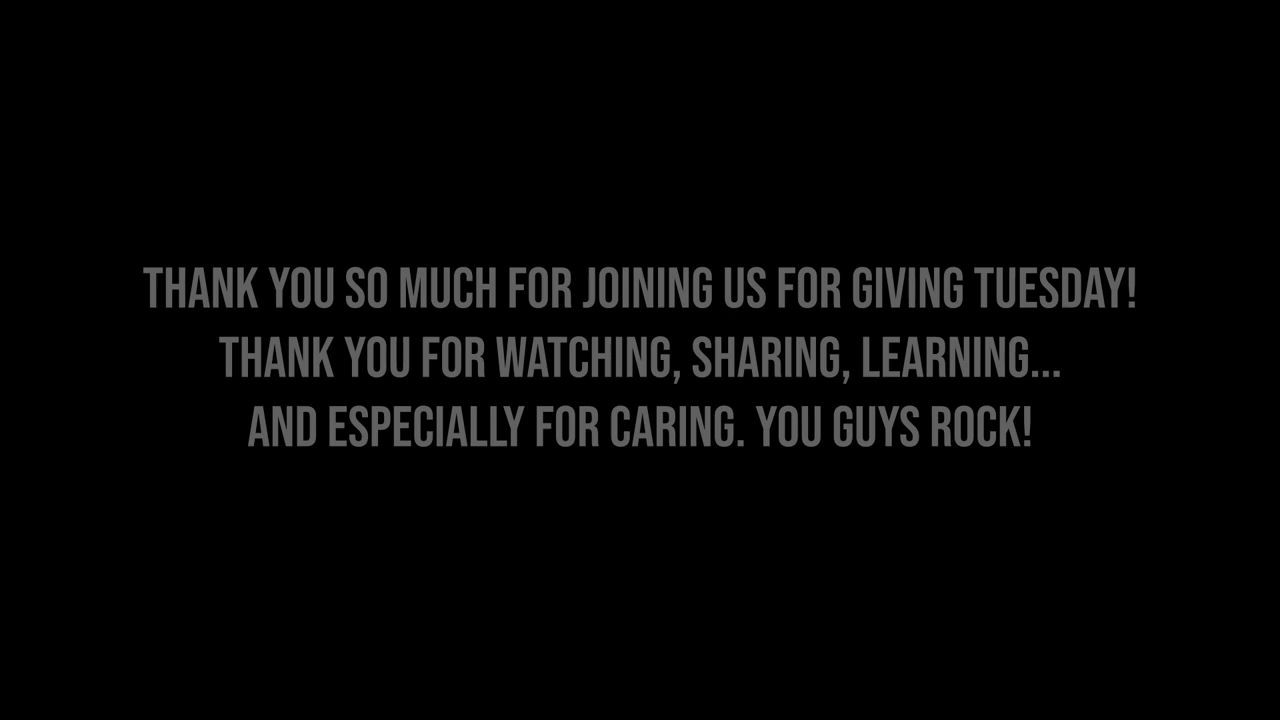 THANK YOU SO MUCH FOR JOINING US FOR GIVING TUESDAY!
THANK YOU FOR WATCHING, SHARING, LEARNING...
AND ESPECIALLY FOR CARING. YOU GUYS ROCK!